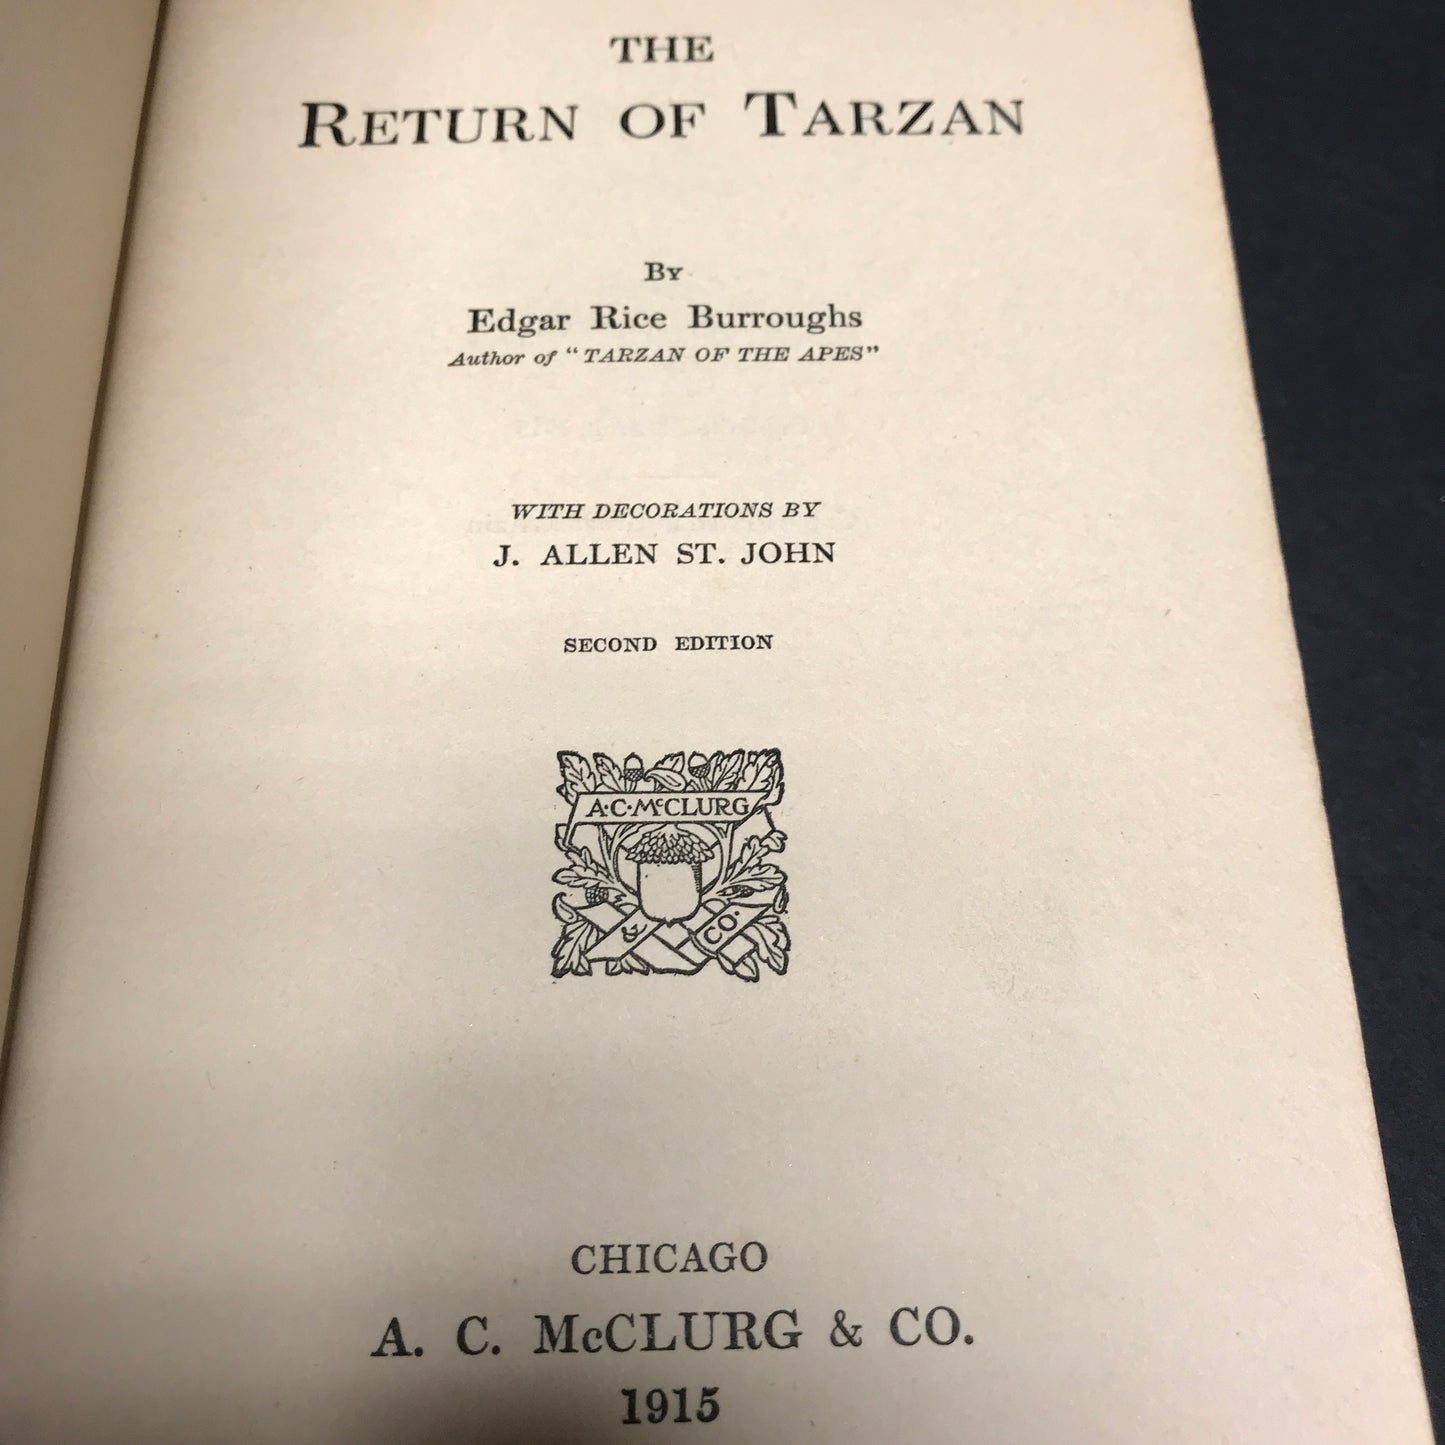 THE
RETURN OF TARZAN
BY
Edgar Rice Burroughs
Author of "TARZAN OF THE APES"
WITH DECORATIONS BY
J. ALLEN ST. JOHN
SECOND EDITION
A·C·McCLURG
& CO.
CHICAGO
A. C. McCLURG & CO.
1915